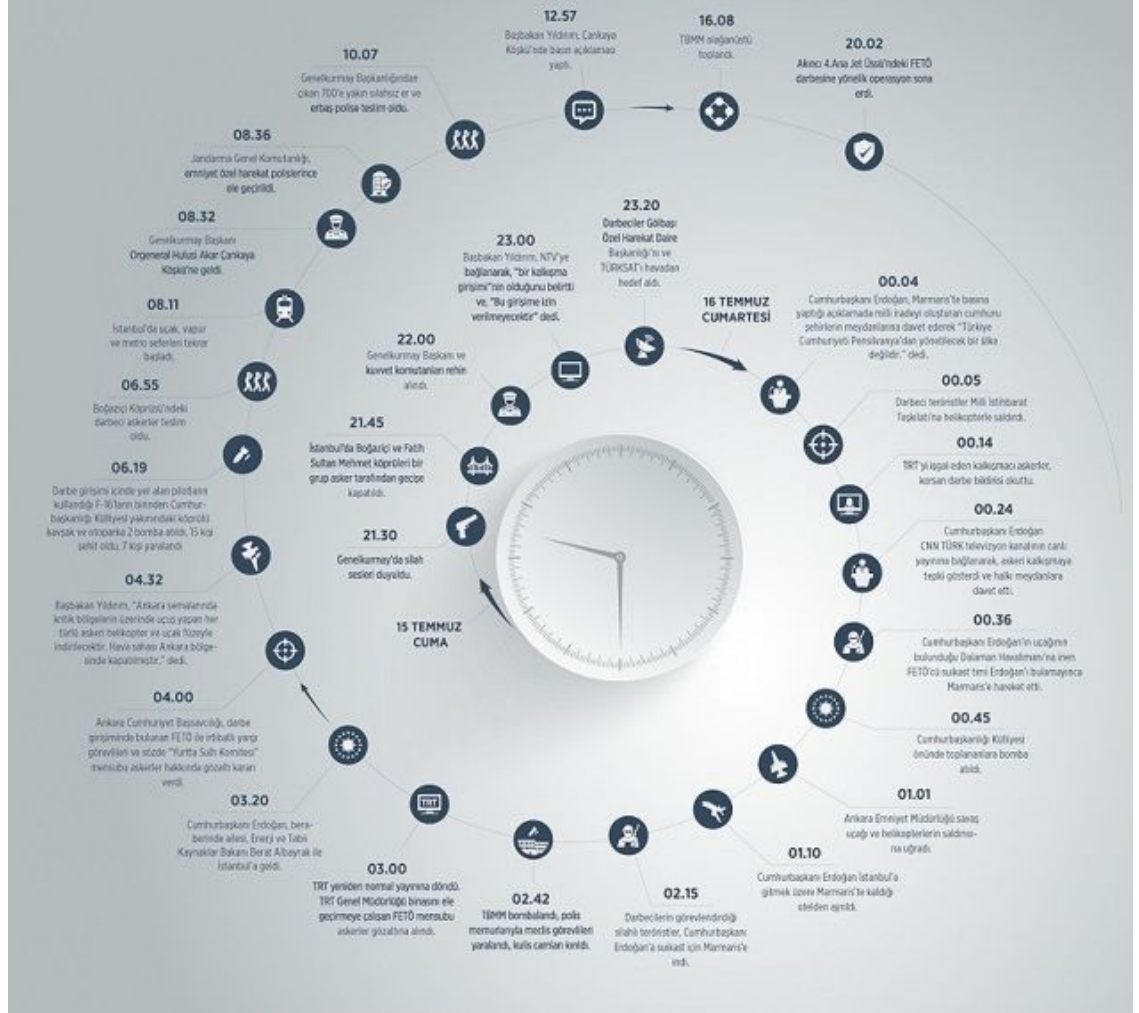 15 TEMMUZ
CUMA
21.30
Genelkurmay'da silah
sesleri duyuldu.
21.45
İstanbul'da Boğaziçi ve Fatih
Sultan Mehmet köprüleri bir
grup asker tarafından geçişe
kapatıldı.
22.00
Genelkurmay Başkanı ve
kuvvet komutanları rehin
alındı.
23.00
Başbakan Yıldırım, NTV'ye
bağlanarak, "bir kalkışma
girişimi"nin olduğunu belirtti
ve, "Bu girişime izin
verilmeyecektir" dedi.
23.20
Darbeciler Gölbaşı
Özel Harekat Daire
Başkanlığı'nı ve
TÜRKSAT'ı havadan
hedef aldı.
16 TEMMUZ
CUMARTESİ
00.04
Cumhurbaşkanı Erdoğan, Marmaris'te basına
yaptığı açıklamada milli iradeyi oluşturan cumhuru
şehirlerin meydanlarına davet ederek "Türkiye
Cumhuriyeti Pensilvanya'dan yönetilecek bir ülke
değildir." dedi.
00.05
Darbeci teröristler Milli İstihbarat
Teşkilatı'na helikopterle saldırdı.
00.14
TRT'yi işgal eden kalkışmacı askerler,
korsan darbe bildirisi okuttu.
00.24
Cumhurbaşkanı Erdoğan
CNN TÜRK televizyon kanalının canlı
yayınına bağlanarak, askeri kalkışmaya
tepki gösterdi ve halkı meydanlara
davet etti.
00.36
Cumhurbaşkanı Erdoğan'ın uçağının
bulunduğu Dalaman Havalimanı'na inen
FETÖ'cü suikast timi Erdoğan'ı bulamayınca
Marmaris'e hareket etti.
00.45
Cumhurbaşkanlığı Külliyesi
önünde toplananlara bomba
atıldı.
01.01
Ankara Emniyet Müdürlüğü savaş
uçağı ve helikopterlerin saldırısı-
na uğradı.
01.10
Cumhurbaşkanı Erdoğan İstanbul'a
gitmek üzere Marmaris'te kaldığı
otelden ayrıldı.
02.15
Darbecilerin görevlendirdiği
silahlı teröristler, Cumhurbaşkanı
Erdoğan'a suikast için Marmaris'e
indi.
02.42
TBMM bombalandı, polis
memurlarıyla meclis görevlileri
yaralandı, kulis camları kırıldı.
TRT
03.00
TRT yeniden normal yayınına döndü.
TRT Genel Müdürlüğü binasını ele
geçirmeye çalışan FETÖ mensubu
askerler gözaltına alındı.
03.20
Cumhurbaşkanı Erdoğan, bera-
berinde ailesi, Enerji ve Tabii
Kaynaklar Bakanı Berat Albayrak ile
İstanbul'a geldi.
04.00
Ankara Cumhuriyet Başsavcılığı, darbe
girişiminde bulunan FETÖ ile irtibatlı yargı
görevlileri ve sözde "Yurtta Sulh Komitesi"
mensubu askerler hakkında gözaltı kararı
verdi.
04.32
Başbakan Yıldırım, "Ankara semalarında
kritik bölgelerin üzerinde uçuş yapan her
türlü askeri helikopter ve uçak füzeyle
indirilecektir. Hava sahası Ankara bölge-
sinde kapatılmıştır." dedi.
06.19
Darbe girişimi içinde yer alan pilotların
kullandığı F-16'ların birinden Cumhur-
başkanlığı Külliyesi yakınındaki köprülü
kavşak ve otoparka 2 bomba atıldı, 15 kişi
şehit oldu, 7 kişi yaralandı
06.55
Boğaziçi Köprüsü'ndeki
darbeci askerler teslim
oldu.
08.11
İstanbul'da uçak, vapur
ve metro seferleri tekrar
başladı.
08.32
Genelkurmay Başkanı
Orgeneral Hulusi Akar Çankaya
Köşkü'ne geldi.
08.36
Jandarma Genel Komutanlığı,
emniyet özel harekat polislerince
ele geçirildi.
10.07
Genelkurmay Başkanlığından
çıkan 700'e yakın silahsız er ve
erbaş polise teslim oldu.
12.57
Başbakan Yıldırım, Çankaya
Köşkü'nde basın açıklaması
yaptı.
16.08
TBMM olağanüstü
toplandı.
20.02
Akıncı 4.Ana Jet Üssü'ndeki FETÖ
darbesine yönelik operasyon sona
erdi.